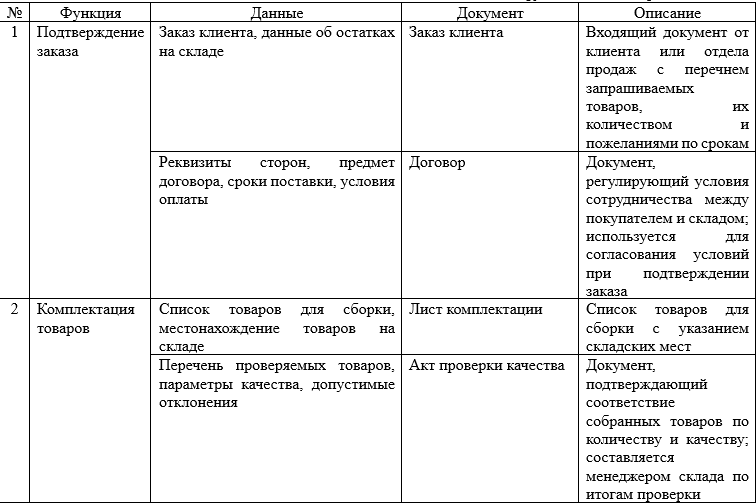 № Функция Данные Документ Описание
1 Подтверждение заказа
Заказ клиента, данные об остатках
на складе
Заказ клиента
Входящий документ от
клиента или отдела
продаж с перечнем
запрашиваемых
товаров, их
количеством и
пожеланиями по срокам
Реквизиты сторон, предмет
договора, сроки поставки, условия
оплаты
Договор
Документ,
регулирующий условия
сотрудничества между
покупателем и складом;
используется для
согласования условий
при подтверждении
заказа
2 Комплектация
товаров
Список товаров для сборки,
местонахождение товаров на
складе
Лист комплектации
Список товаров для
сборки с указанием
складских мест
Перечень проверяемых товаров,
параметры качества, допустимые
отклонения
Акт проверки качества
Документ,
подтверждающий
соответствие
собранных товаров по
количеству и качеству;
составляется
менеджером склада по
итогам проверки